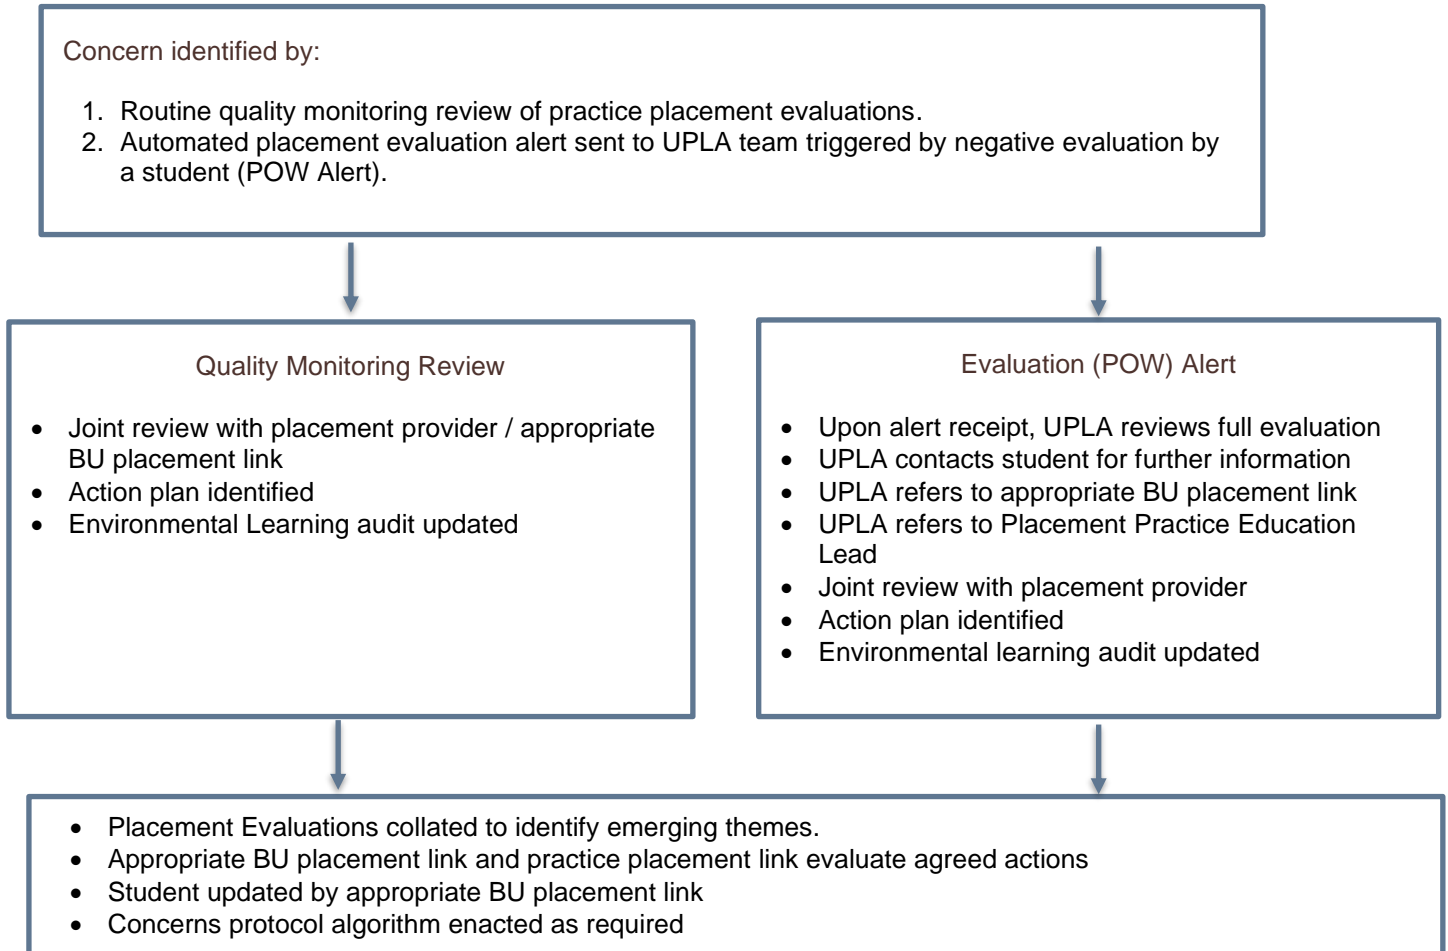 Concern identified by:
1. Routine quality monitoring review of practice placement evaluations.
2. Automated placement evaluation alert sent to UPLA team triggered by negative evaluation by
a student (POW Alert).
Quality Monitoring Review
• Joint review with placement provider / appropriate
BU placement link
• Action plan identified
• Environmental Learning audit updated
Evaluation (POW) Alert
• Upon alert receipt, UPLA reviews full evaluation
• UPLA contacts student for further information
• UPLA refers to appropriate BU placement link
• UPLA refers to Placement Practice Education
Lead
• Joint review with placement provider
• Action plan identified
• Environmental learning audit updated
• Placement Evaluations collated to identify emerging themes.
• Appropriate BU placement link and practice placement link evaluate agreed actions
• Student updated by appropriate BU placement link
• Concerns protocol algorithm enacted as required